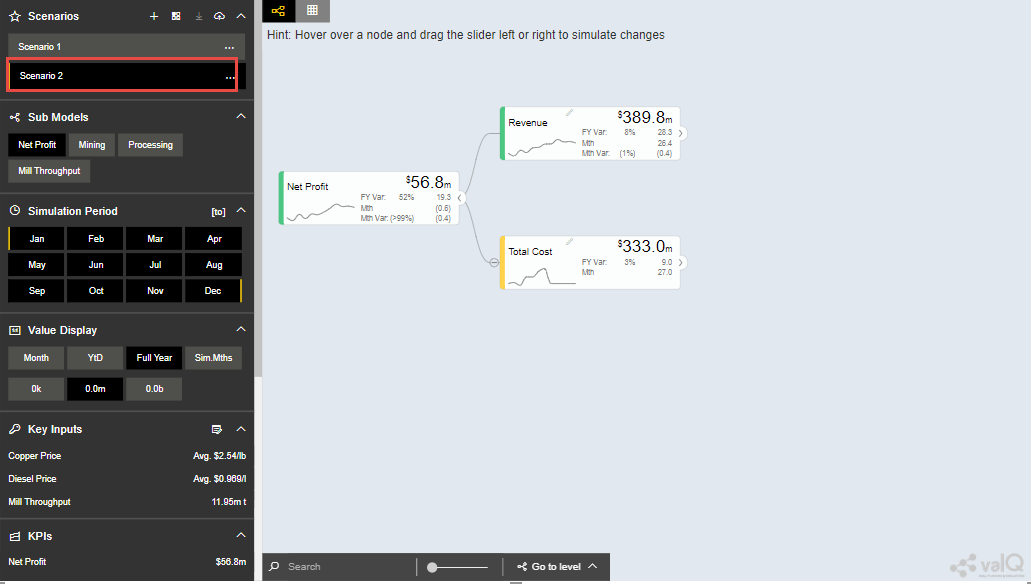 Scenarios
Scenario 1
...
Scenario 2
...
Sub Models
Net Profit Mining Processing
Mill Throughput
Simulation Period [to]
Jan Feb Mar Apr
May Jun Jul Aug
Sep Oct Nov Dec
Value Display
Month YtD Full Year Sim.Mths
0k 0.0m 0.0b
Key Inputs
Copper Price Avg. $2.54/lb
Diesel Price Avg. $0.969/l
Mill Throughput 11.95m t
KPIs
Net Profit $56.8m
Hint: Hover over a node and drag the slider left or right to simulate changes
Net Profit $56.8m
FY Var: 52% 19.3
Mth (0.6)
Mth Var: (>99%) (0.4)
Revenue $389.8m
FY Var: 8% 28.3
Mth 26.4
Mth Var: (1%) (0.4)
Total Cost $333.0m
FY Var: 3% 9.0
Mth 27.0
Search
Go to level
valQ